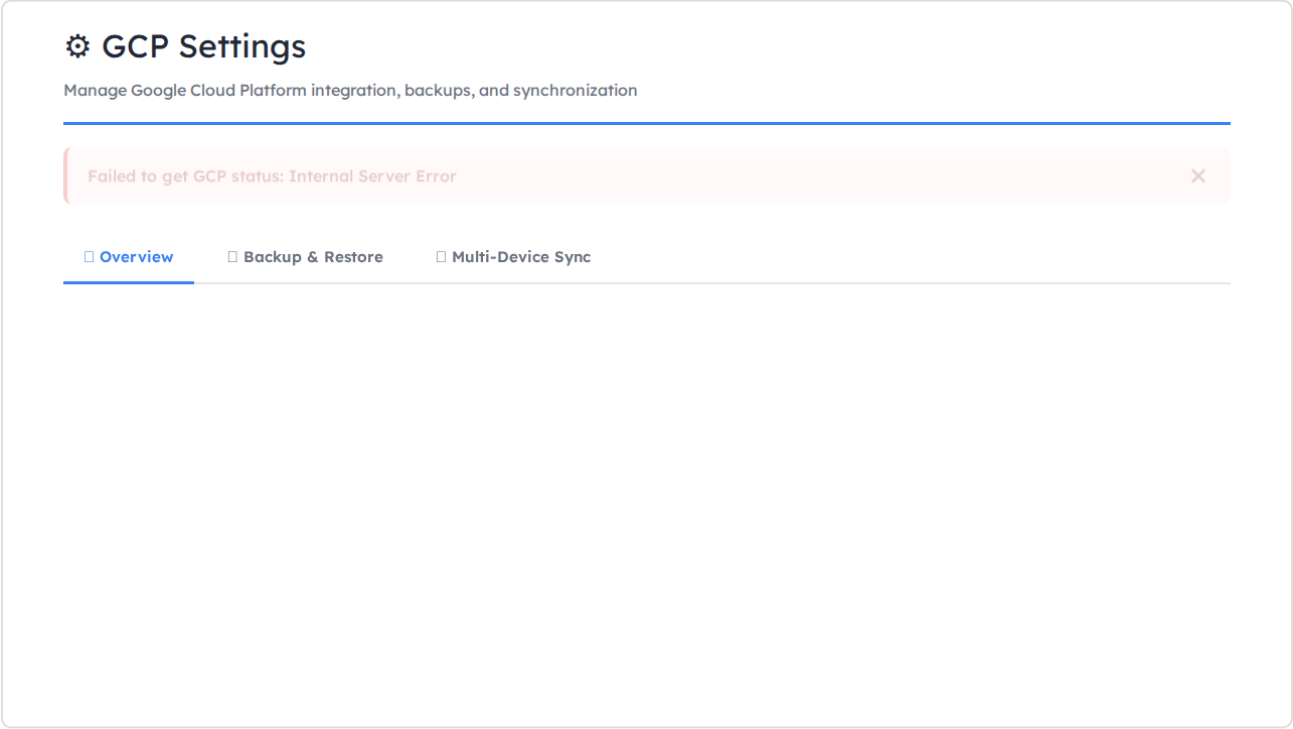 ⚙ GCP Settings
Manage Google Cloud Platform integration, backups, and synchronization
Failed to get GCP status: Internal Server Error ✕
Overview Backup & Restore Multi-Device Sync